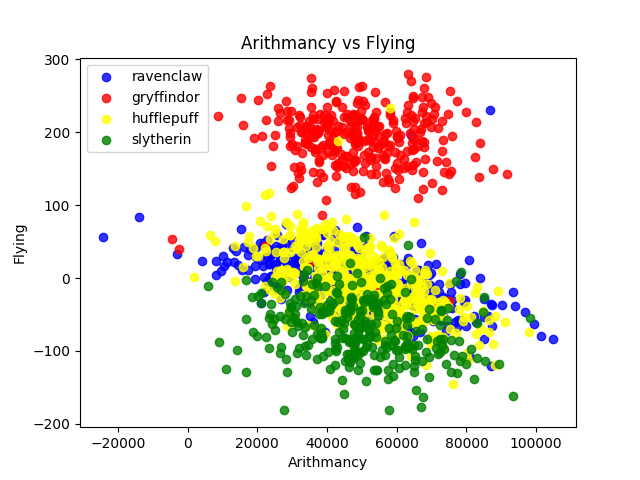 Arithmancy vs Flying
ravenclaw
gryffindor
hufflepuff
slytherin
300
200
100
0
−100
−200
Flying
−20000 0 20000 40000 60000 80000 100000
Arithmancy